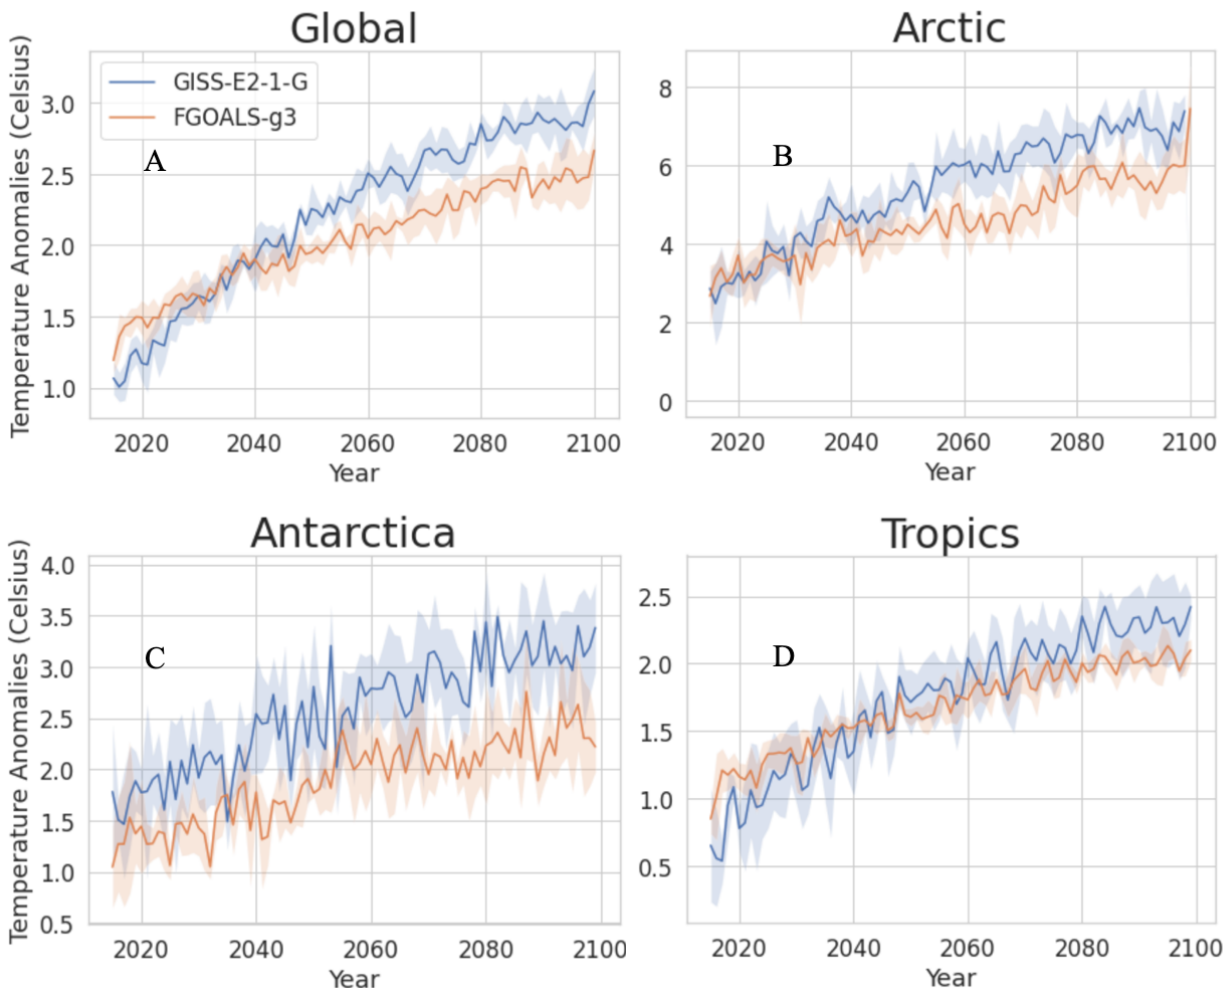 Global
Temperature Anomalies (Celsius)
3.0
2.5
2.0
1.5
1.0
GISS-E2-1-G
FGOALS-g3
A
2020 2040 2060 2080 2100
Year
Arctic
8
6
4
2
0
B
2020 2040 2060 2080 2100
Year
Antarctica
Temperature Anomalies (Celsius)
4.0
3.5
3.0
2.5
2.0
1.5
1.0
0.5
C
2020 2040 2060 2080 2100
Year
Tropics
2.5
2.0
1.5
1.0
0.5
D
2020 2040 2060 2080 2100
Year